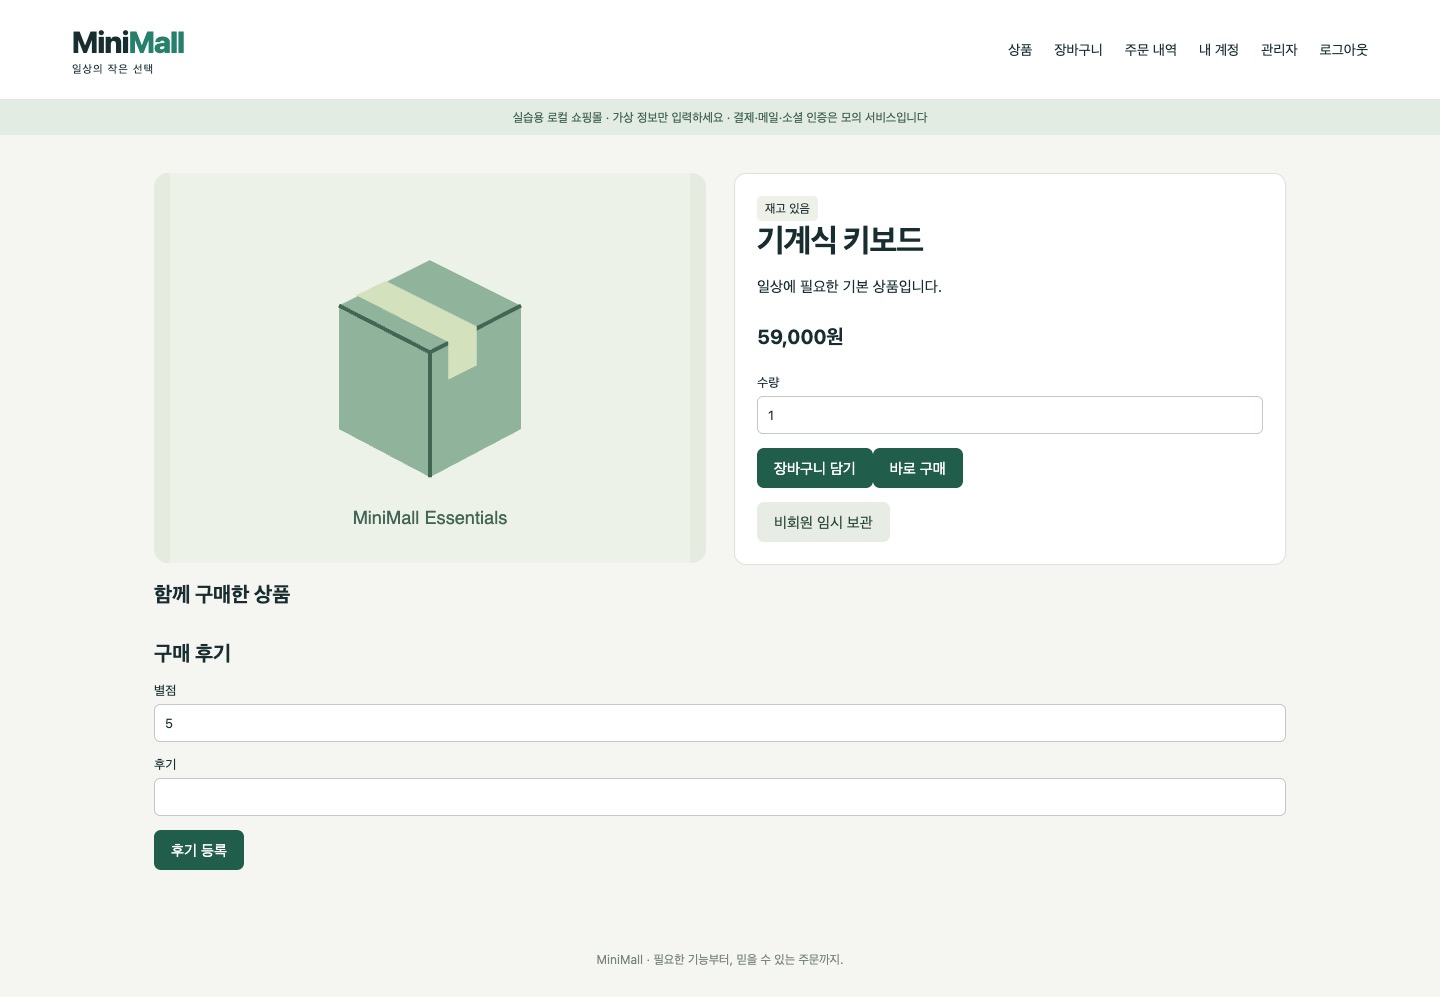 MiniMall
일상의 작은 선택
상품 장바구니 주문 내역 내 계정 관리자 로그아웃
실습용 로컬 쇼핑몰 · 가상 정보만 입력하세요 · 결제·메일·소셜 인증은 모의 서비스입니다
MiniMall Essentials
재고 있음
기계식 키보드
일상에 필요한 기본 상품입니다.
59,000원
수량
1
장바구니 담기 바로 구매
비회원 임시 보관
함께 구매한 상품
구매 후기
별점
5
후기
후기 등록
MiniMall · 필요한 기능부터, 믿을 수 있는 주문까지.